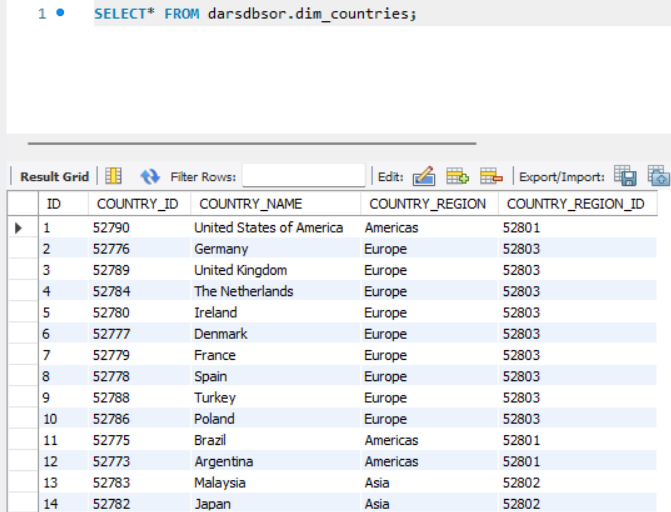 1 SELECT* FROM darsdbsor.dim_countries;
Result Grid Filter Rows: Edit: Export/Import:
ID COUNTRY_ID COUNTRY_NAME COUNTRY_REGION COUNTRY_REGION_ID
1 52790 United States of America Americas 52801
2 52776 Germany Europe 52803
3 52789 United Kingdom Europe 52803
4 52784 The Netherlands Europe 52803
5 52780 Ireland Europe 52803
6 52777 Denmark Europe 52803
7 52779 France Europe 52803
8 52778 Spain Europe 52803
9 52788 Turkey Europe 52803
10 52786 Poland Europe 52803
11 52775 Brazil Americas 52801
12 52773 Argentina Americas 52801
13 52783 Malaysia Asia 52802
14 52782 Japan Asia 52802